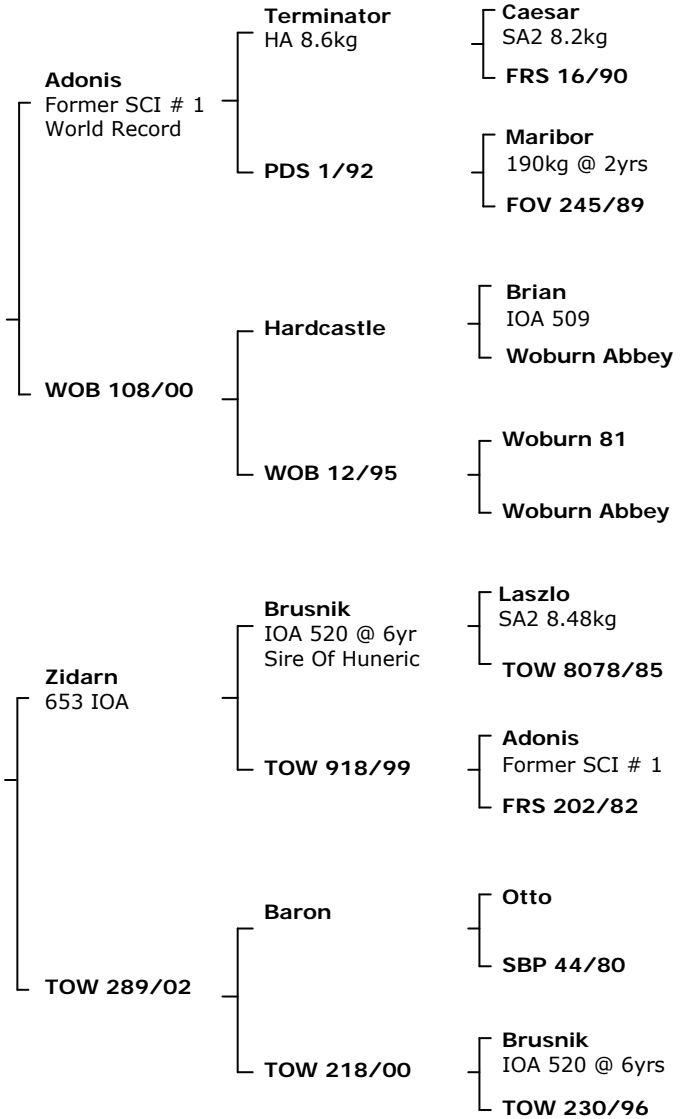 Terminator
HA 8.6kg
Caesar
SA2 8.2kg
FRS 16/90
Adonis
Former SCI # 1
World Record
PDS 1/92
Maribor
190kg @ 2yrs
FOV 245/89
Hardcastle
Brian
IOA 509
Woburn Abbey
WOB 108/00
WOB 12/95
Woburn 81
Woburn Abbey
Brusnik
IOA 520 @ 6yr
Sire Of Huneric
Laszlo
SA2 8.48kg
TOW 8078/85
Zidarn
653 IOA
TOW 918/99
Adonis
Former SCI # 1
FRS 202/82
Baron
Otto
SBP 44/80
TOW 289/02
TOW 218/00
Brusnik
IOA 520 @ 6yrs
TOW 230/96